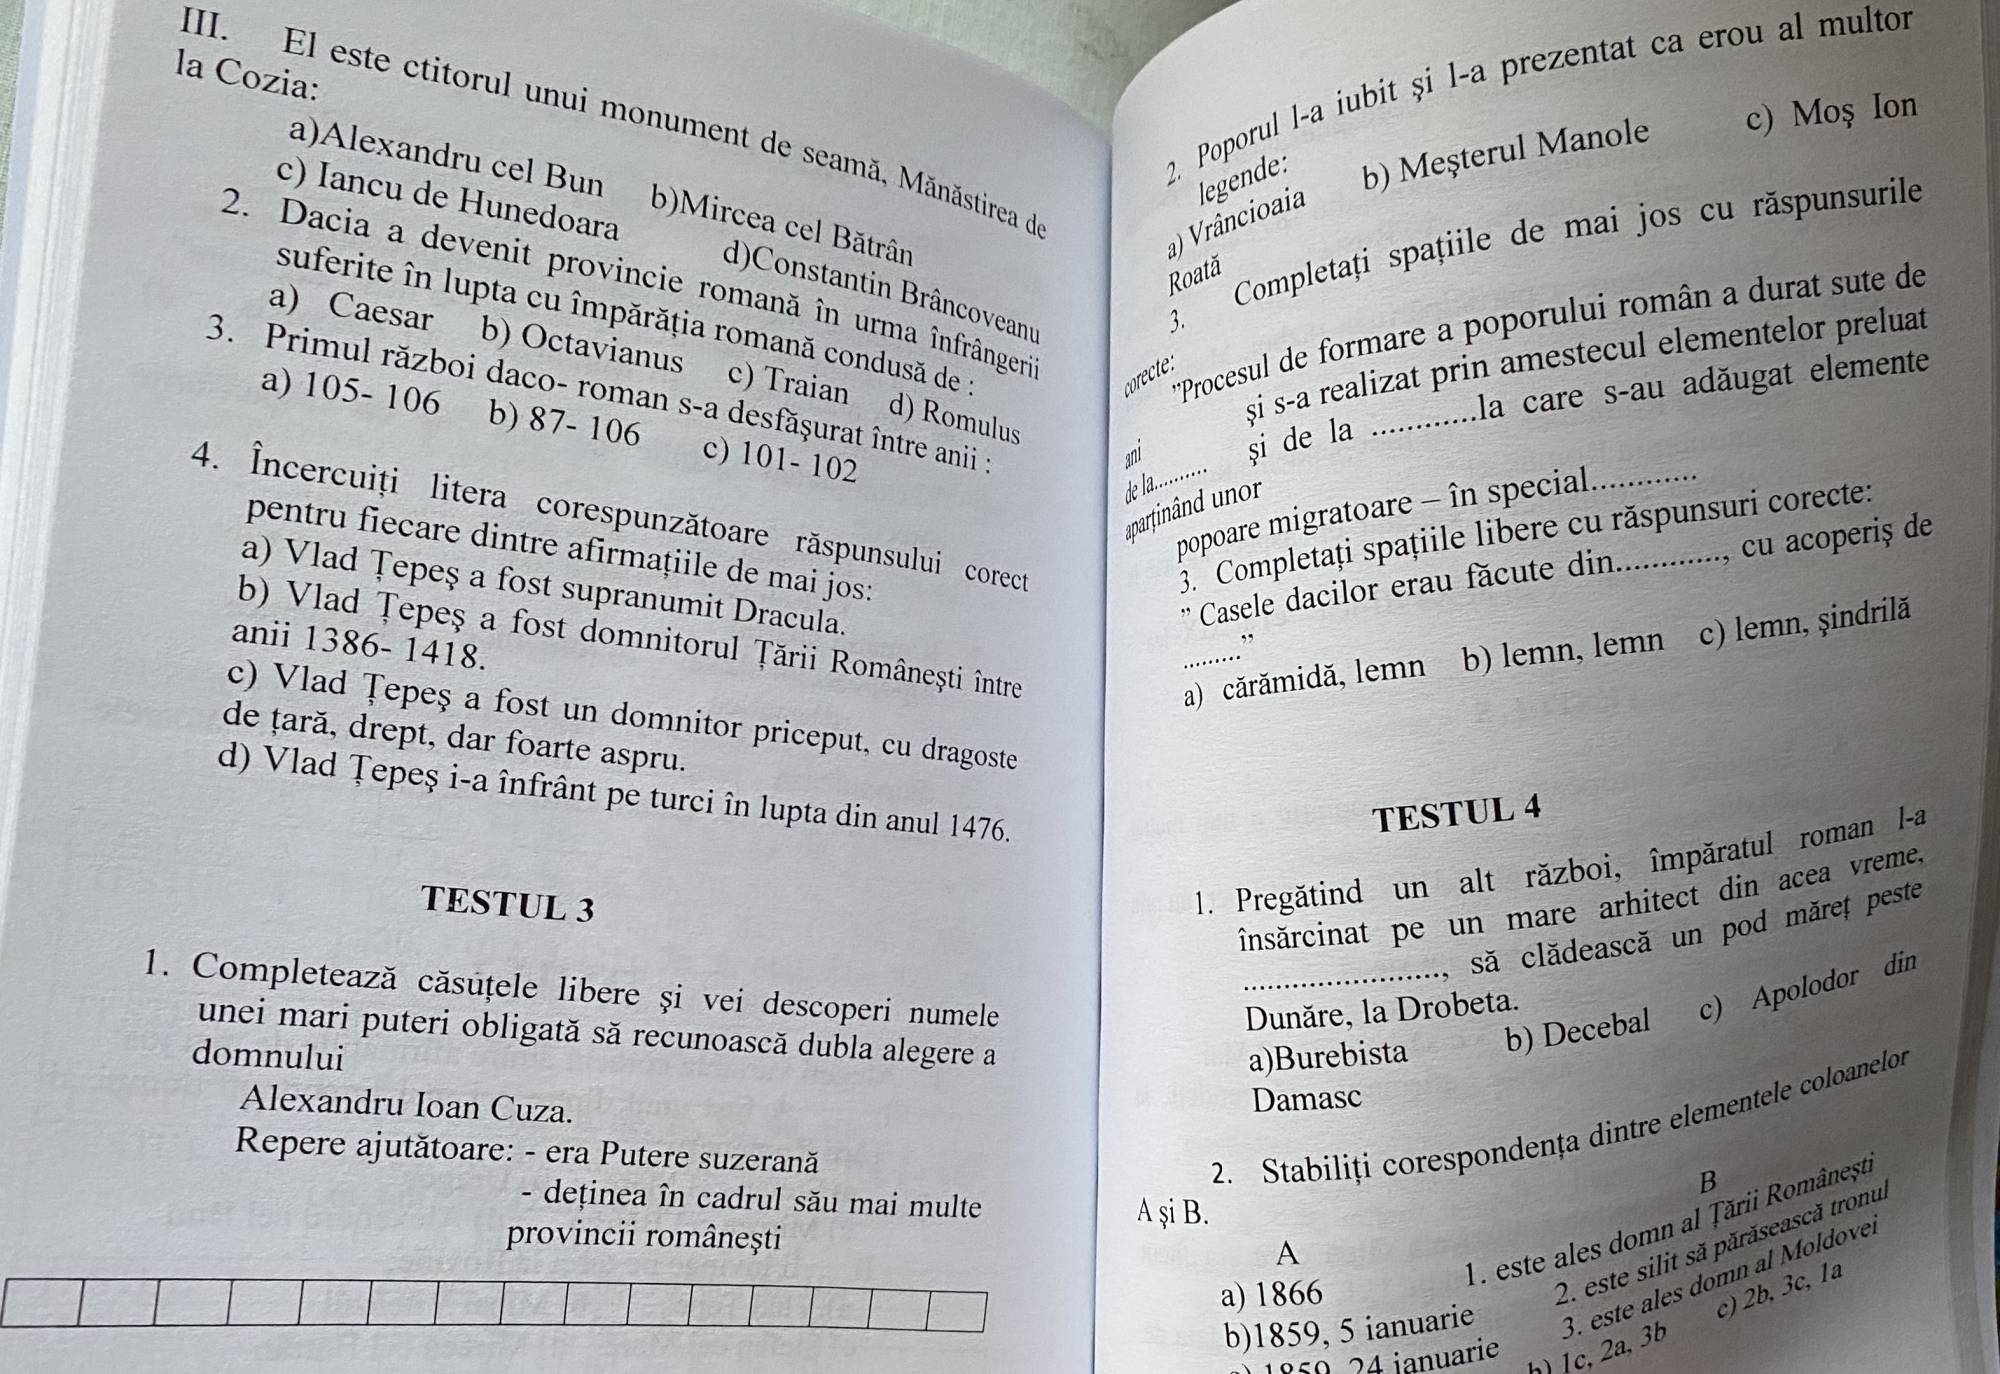 III. El este ctitorul unui monument de seamă, Mănăstirea de
la Cozia:
a)Alexandru cel Bun b)Mircea cel Bătrân
c) Iancu de Hunedoara d)Constantin Brâncoveanu
2. Dacia a devenit provincie romană în urma înfrângerii
suferite în lupta cu împărăția romană condusă de :
a) Caesar b) Octavianus c) Traian d) Romulus
3. Primul război daco- roman s-a desfășurat între anii :
a) 105- 106 b) 87- 106 c) 101- 102
4. Încercuiți litera corespunzătoare răspunsului corect
pentru fiecare dintre afirmațiile de mai jos:
a) Vlad Țepeș a fost supranumit Dracula.
b) Vlad Țepeș a fost domnitorul Țării Românești între
anii 1386- 1418.
c) Vlad Țepeș a fost un domnitor priceput, cu dragoste
de țară, drept, dar foarte aspru.
d) Vlad Țepeș i-a înfrânt pe turci în lupta din anul 1476.
TESTUL 3
1. Completează căsuțele libere și vei descoperi numele
unei mari puteri obligată să recunoască dubla alegere a
domnului
Alexandru Ioan Cuza.
Repere ajutătoare: - era Putere suzerană
- deținea în cadrul său mai multe
provincii românești
2. Poporul l-a iubit și l-a prezentat ca erou al multor
legende:
a) Vrâncioaia b) Meșterul Manole c) Moș Ion
Roată
3. Completați spațiile de mai jos cu răspunsurile
corecte:
”Procesul de formare a poporului român a durat sute de
ani și s-a realizat prin amestecul elementelor preluat
de la.......... și de la .............la care s-au adăugat elemente
aparținând unor
popoare migratoare – în special.............
3. Completați spațiile libere cu răspunsuri corecte:
” Casele dacilor erau făcute din............., cu acoperiș de
..........”
a) cărămidă, lemn b) lemn, lemn c) lemn, șindrilă
TESTUL 4
1. Pregătind un alt război, împăratul roman l-a
însărcinat pe un mare arhitect din acea vreme,
......................, să clădească un pod măreț peste
Dunăre, la Drobeta.
a)Burebista b) Decebal c) Apolodor din
Damasc
2. Stabiliți corespondența dintre elementele coloanelor
A și B.
A B
a) 1866 1. este ales domn al Țării Românești
b)1859, 5 ianuarie 2. este silit să părăsească tronul
24 ianuarie 3. este ales domn al Moldovei
b) 1c, 2a, 3b c) 2b, 3c, 1a